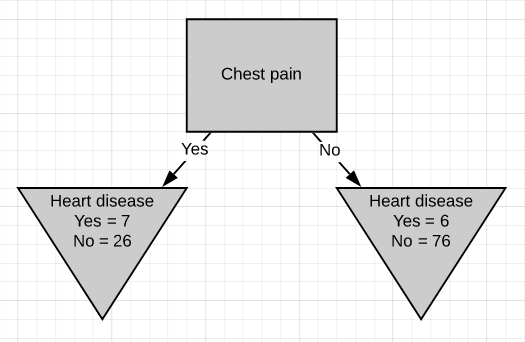 Chest pain
Yes
No
Heart disease
Yes = 7
No = 26
Heart disease
Yes = 6
No = 76